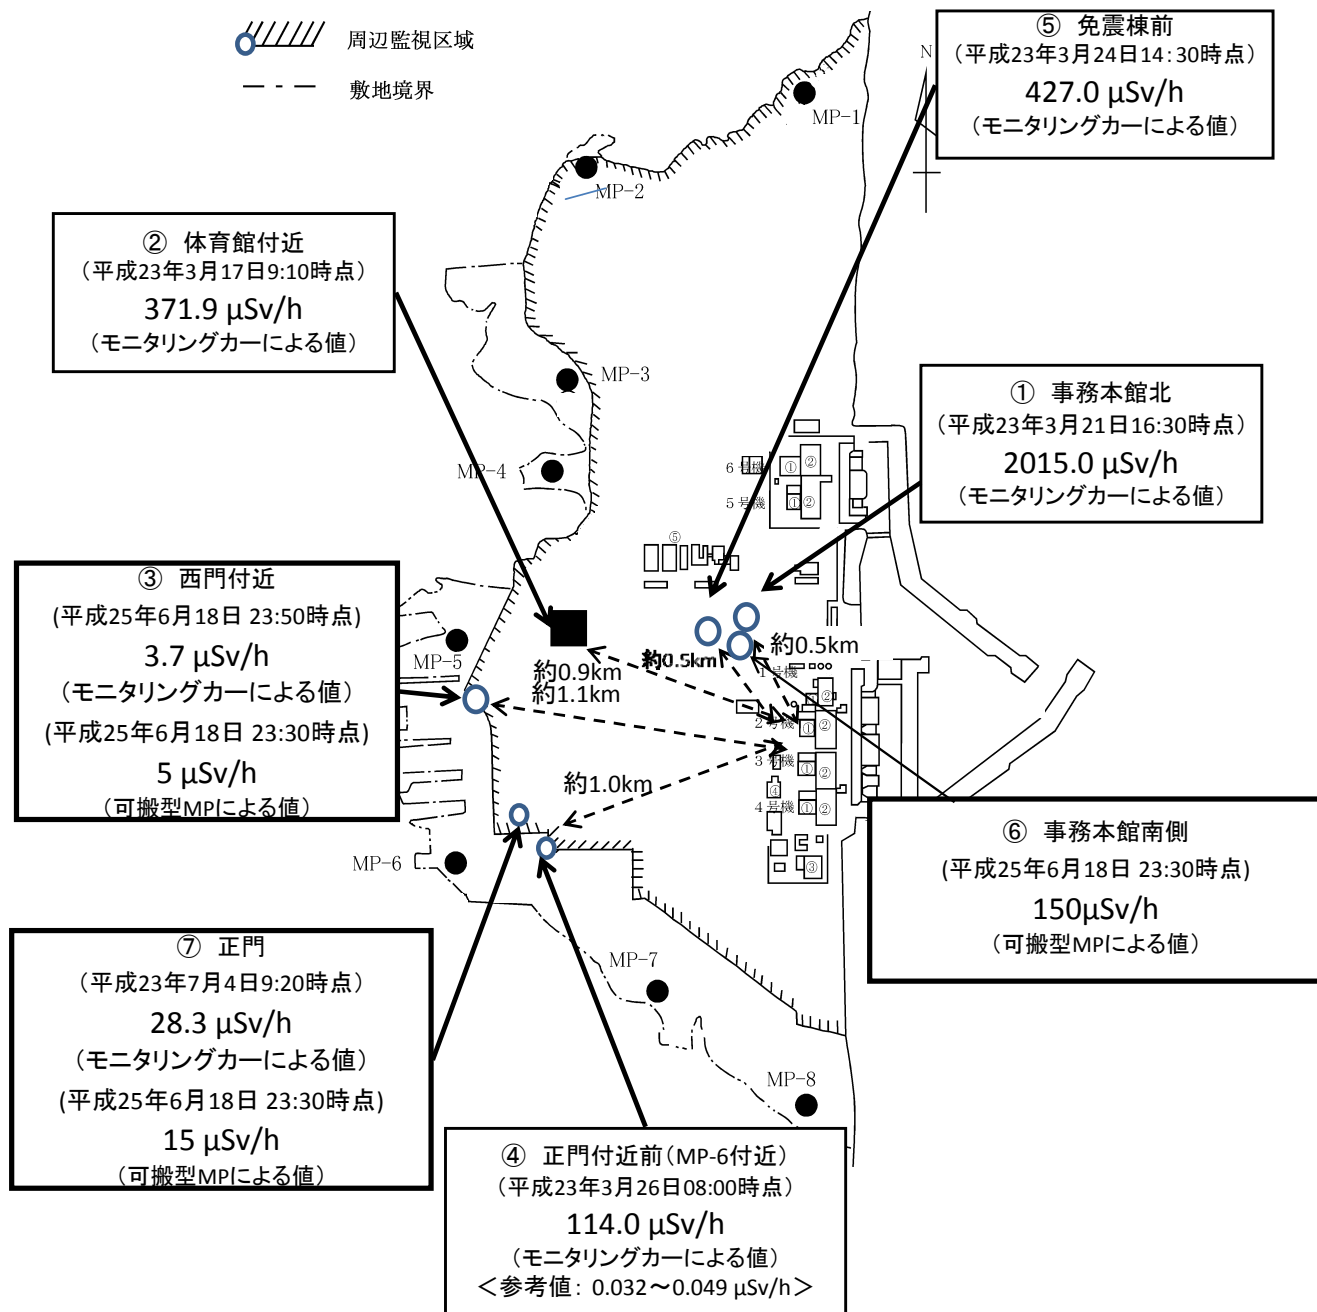 周辺監視区域
敷地境界
⑤ 免震棟前
(平成23年3月24日14:30時点)
427.0 μSv/h
(モニタリングカーによる値)
N
MP-1
MP-2
② 体育館付近
(平成23年3月17日9:10時点)
371.9 μSv/h
(モニタリングカーによる値)
MP-3
① 事務本館北
(平成23年3月21日16:30時点)
2015.0 μSv/h
(モニタリングカーによる値)
MP-4
6号機
① ②
5号機
① ②
⑤
③ 西門付近
(平成25年6月18日 23:50時点)
3.7 μSv/h
(モニタリングカーによる値)
(平成25年6月18日 23:30時点)
5 μSv/h
(可搬型MPによる値)
MP-5
約0.9km
約1.1km
約0.5km
約0.5km
1号機
②
2号機
① ②
3号機
① ②
④
4号機
① ②
③
約1.0km
⑥ 事務本館南側
(平成25年6月18日 23:30時点)
150μSv/h
(可搬型MPによる値)
MP-6
⑦ 正門
(平成23年7月4日9:20時点)
28.3 μSv/h
(モニタリングカーによる値)
(平成25年6月18日 23:30時点)
15 μSv/h
(可搬型MPによる値)
MP-7
MP-8
④ 正門付近前(MP-6付近)
(平成23年3月26日08:00時点)
114.0 μSv/h
(モニタリングカーによる値)
<参考値: 0.032～0.049 μSv/h>